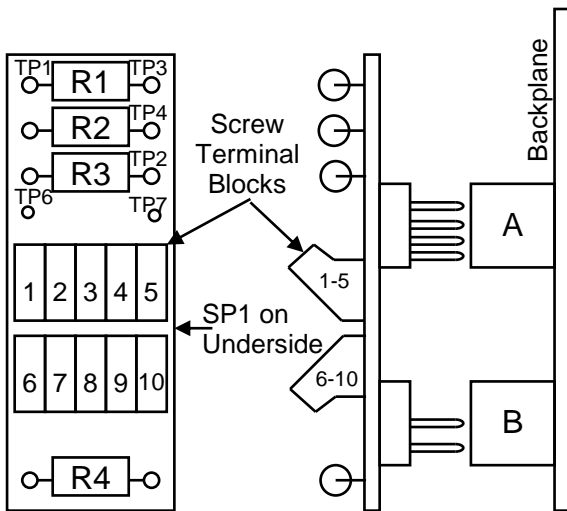 TP1
TP3
R1
TP4
R2
TP2
R3
TP6
TP7
Screw
Terminal
Blocks
1 2 3 4 5
SP1 on
Underside
6 7 8 9 10
R4
1-5
6-10
A
B
Backplane